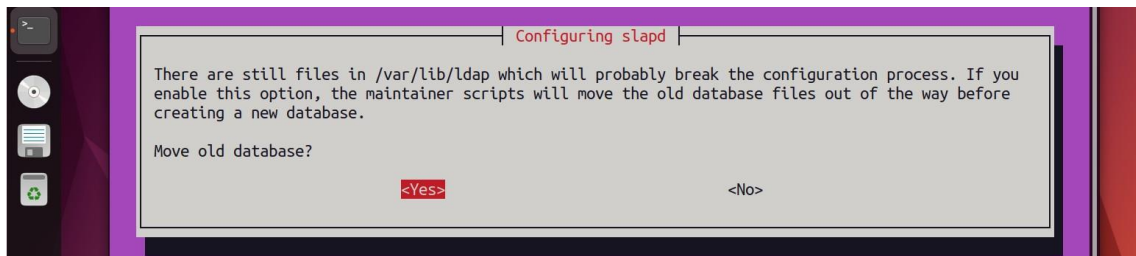 >_
Configuring slapd
There are still files in /var/lib/ldap which will probably break the configuration process. If you
enable this option, the maintainer scripts will move the old database files out of the way before
creating a new database.
Move old database?
<Yes> <No>